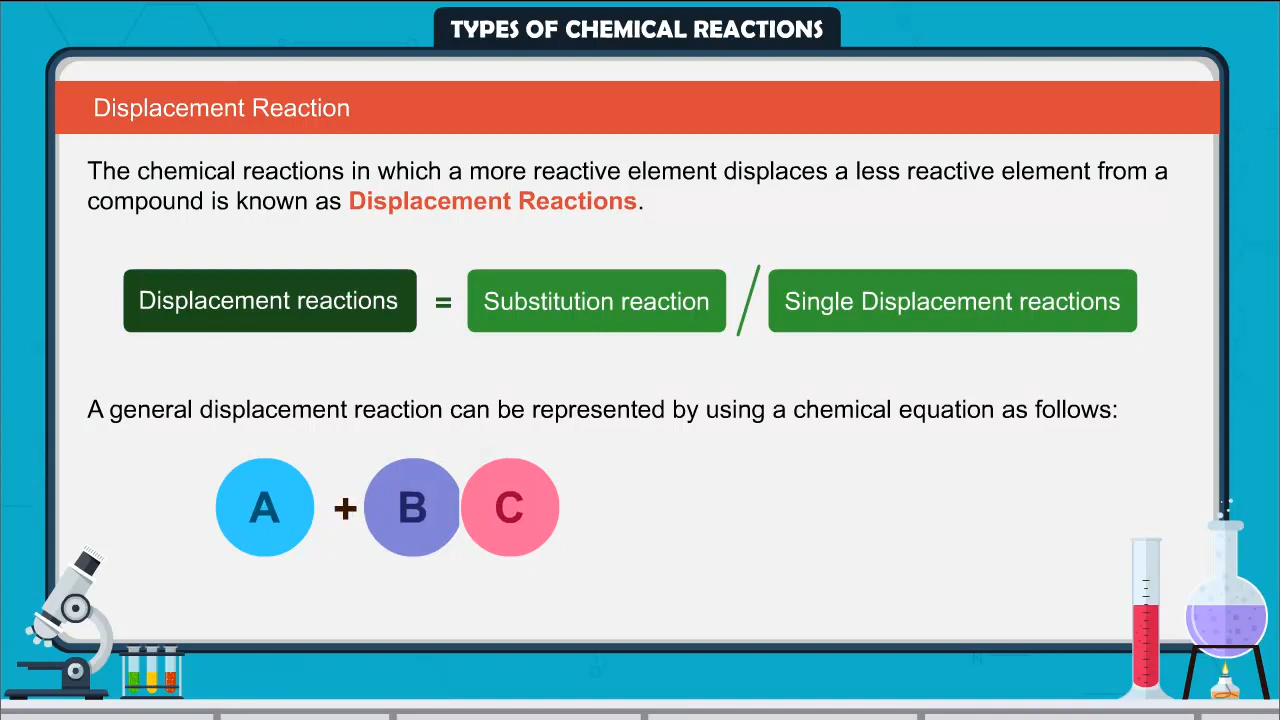 TYPES OF CHEMICAL REACTIONS
Displacement Reaction
The chemical reactions in which a more reactive element displaces a less reactive element from a
compound is known as Displacement Reactions.
Displacement reactions = Substitution reaction / Single Displacement reactions
A general displacement reaction can be represented by using a chemical equation as follows:
A + B C